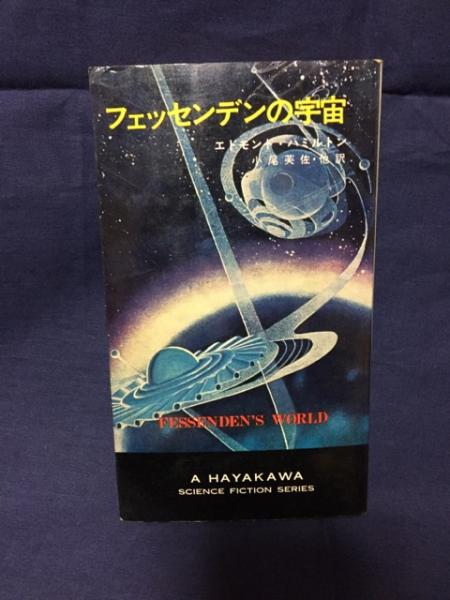 フェッセンデンの宇宙
エドモンド・ハミルトン
小尾芙佐・他訳
FESSENDEN'S WORLD
A HAYAKAWA
SCIENCE FICTION SERIES